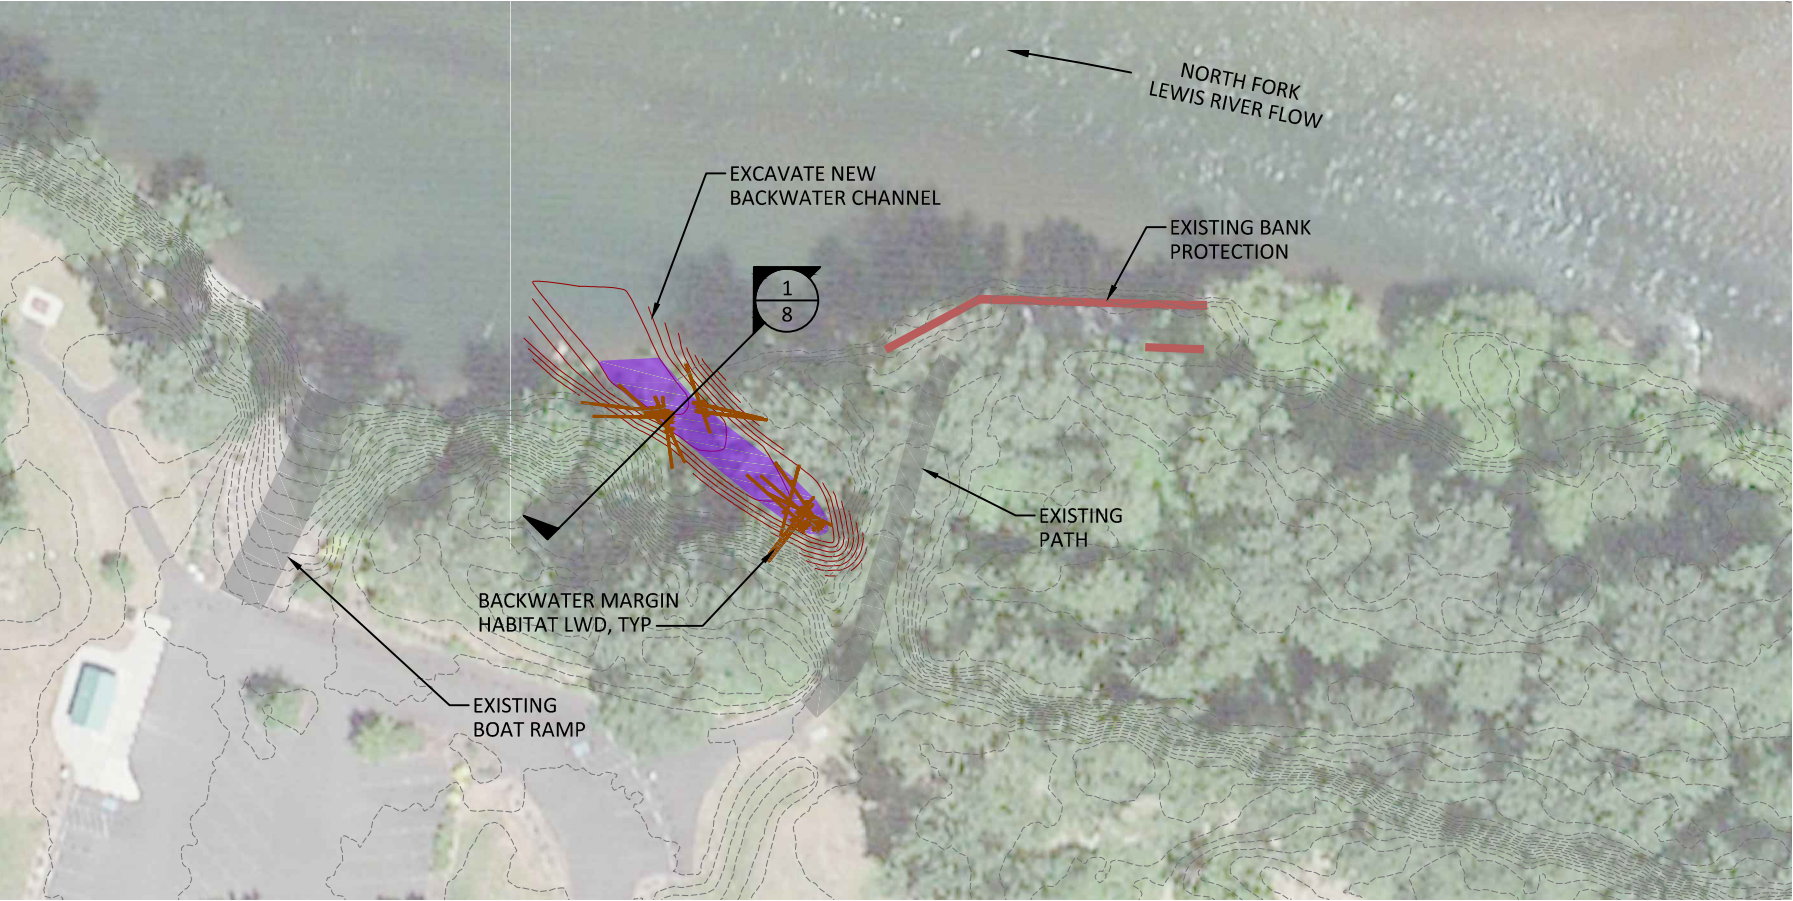 NORTH FORK
LEWIS RIVER FLOW
EXCAVATE NEW
BACKWATER CHANNEL
EXISTING BANK
PROTECTION
1
8
EXISTING
PATH
BACKWATER MARGIN
HABITAT LWD, TYP
EXISTING
BOAT RAMP